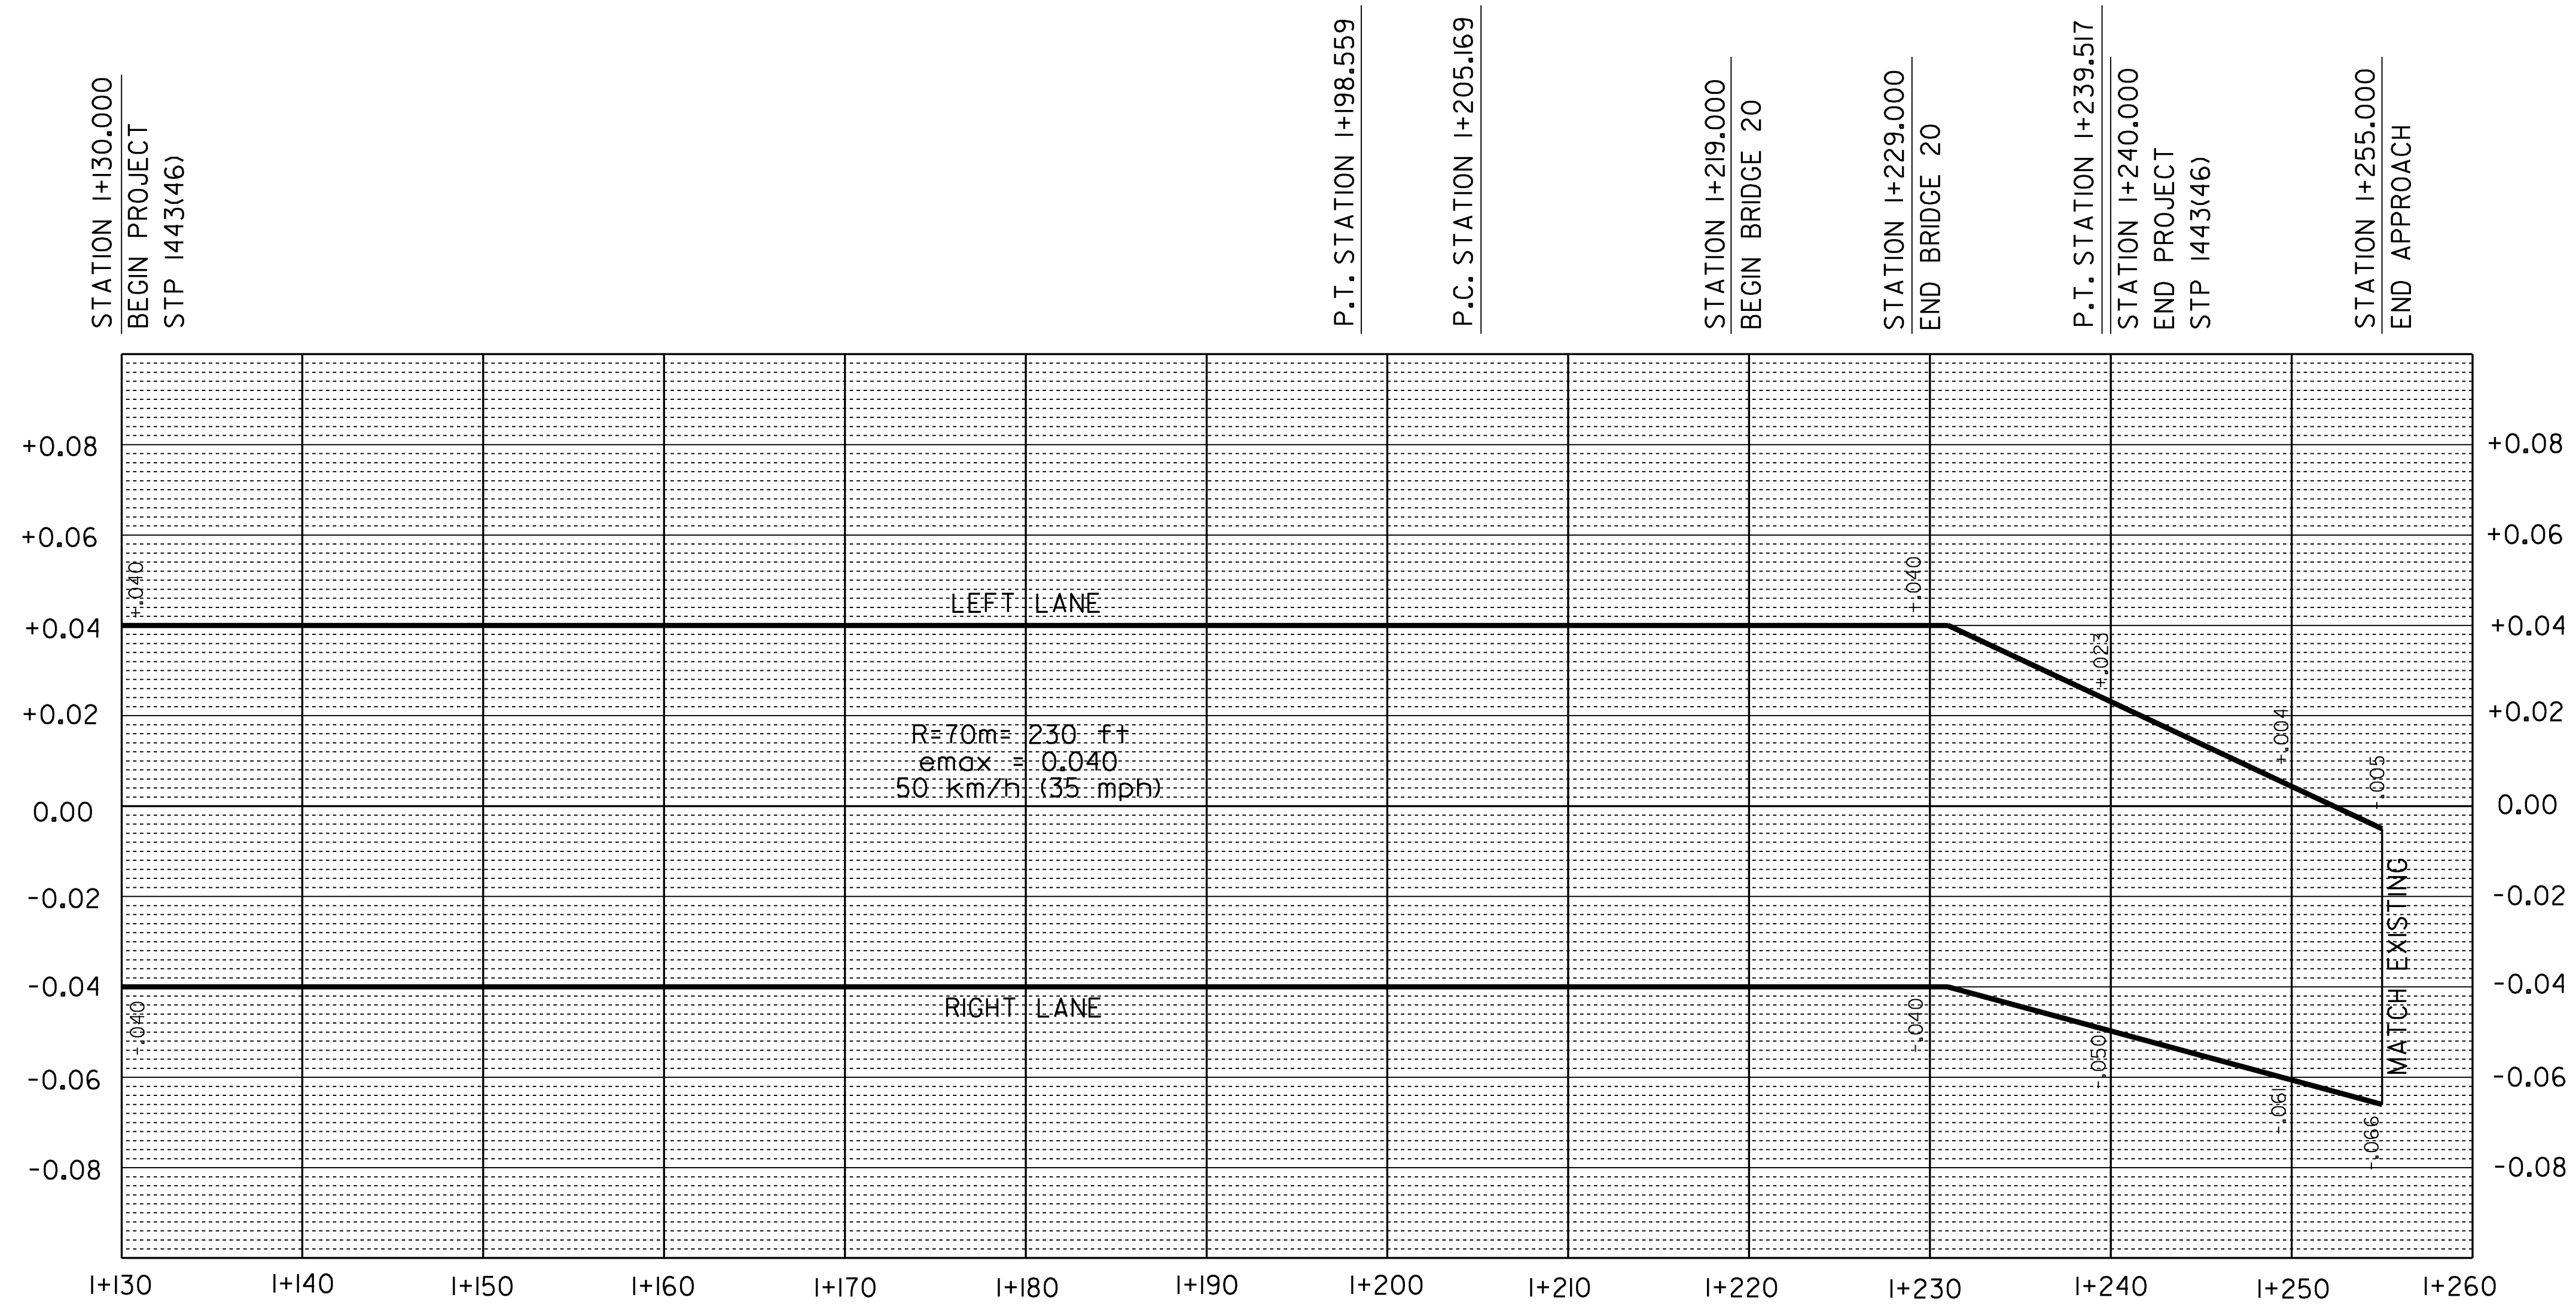 STATION 1+130.000
BEGIN PROJECT
STP 1443(46)
P.T. STATION 1+198.559
P.C. STATION 1+205.169
STATION 1+219.000
BEGIN BRIDGE 20
STATION 1+229.000
END BRIDGE 20
P.T. STATION 1+239.517
STATION 1+240.000
END PROJECT
STP 1443(46)
STATION 1+255.000
END APPROACH
+0.08
+0.08
+0.06
+0.06
+.040
LEFT LANE
+.040
+0.04
+0.04
+.023
+0.02
+0.02
R=70m= 230 ft
emax = 0.040
50 km/h (35 mph)
+.004
-.005
0.00
0.00
-0.02
-0.02
MATCH EXISTING
-0.04
-0.04
-.040
RIGHT LANE
-.040
-.050
-0.06
-0.06
-.061
-.066
-0.08
-0.08
1+130
1+140
1+150
1+160
1+170
1+180
1+190
1+200
1+210
1+220
1+230
1+240
1+250
1+260